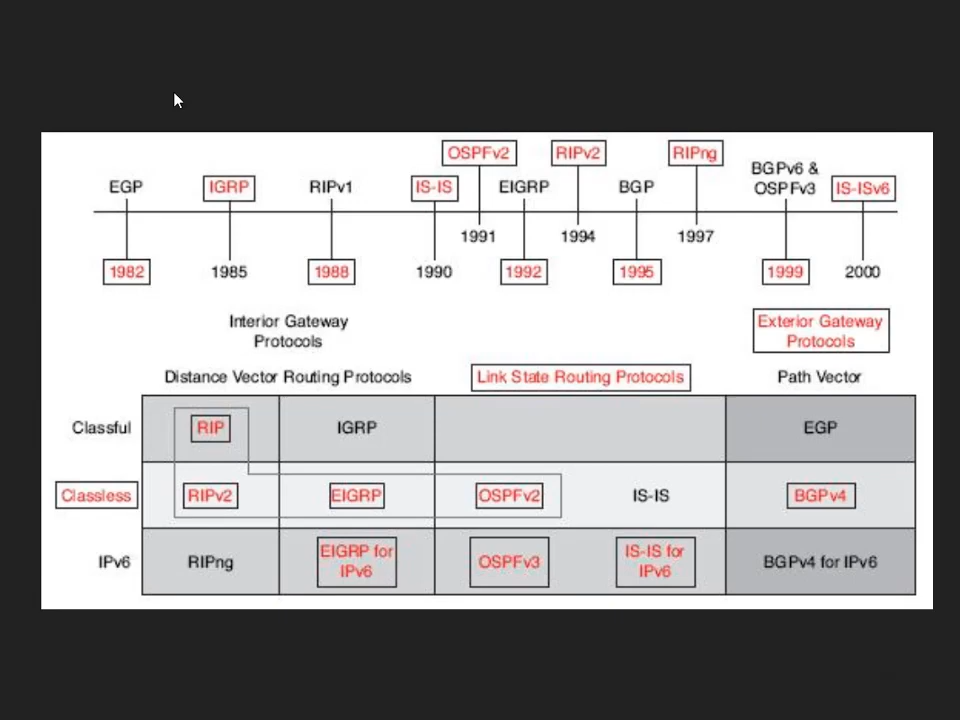 OSPFv2 RIPv2 RIPng
BGPv6 &
EGP IGRP RIPv1 IS-IS EIGRP BGP OSPFv3 IS-ISv6
1991 1994 1997
1982 1985 1988 1990 1992 1995 1999 2000
Interior Gateway
Protocols
Exterior Gateway
Protocols
Distance Vector Routing Protocols Link State Routing Protocols Path Vector
Classful RIP IGRP EGP
Classless RIPv2 EIGRP OSPFv2 IS-IS BGPv4
IPv6 RIPng EIGRP for
IPv6 OSPFv3 IS-IS for
IPv6 BGPv4 for IPv6